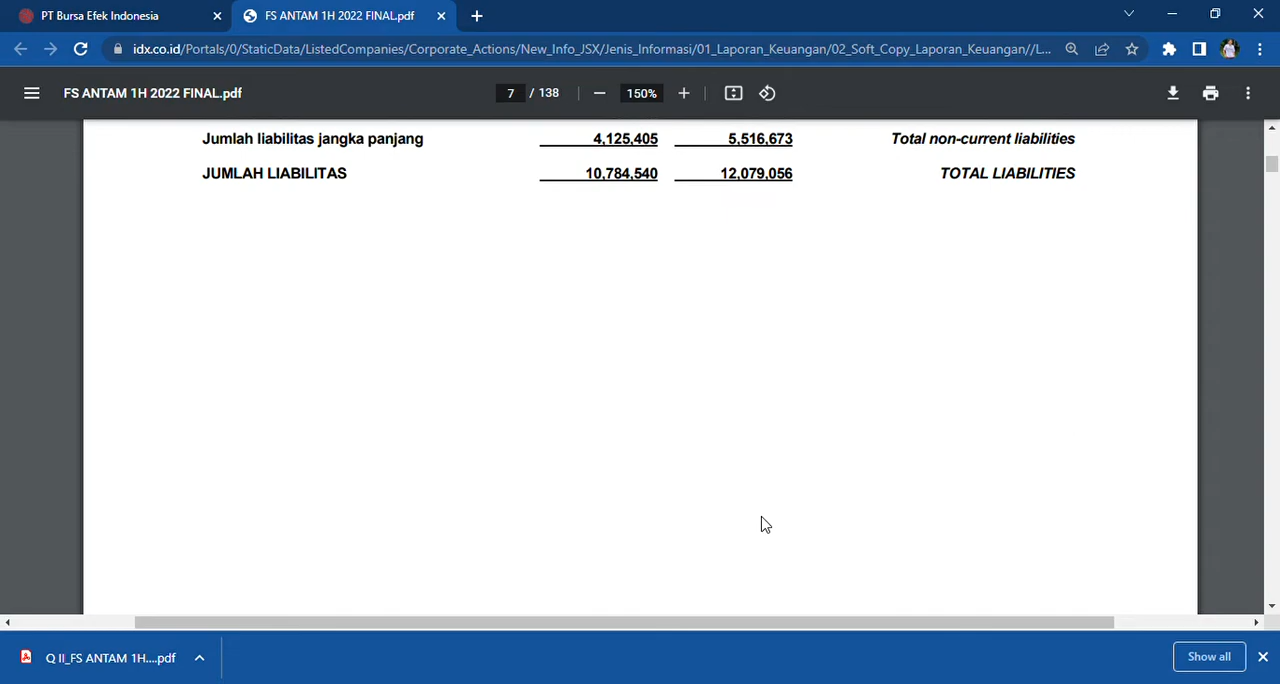 PT Bursa Efek Indonesia
FS ANTAM 1H 2022 FINAL.pdf
idx.co.id/Portals/0/StaticData/ListedCompanies/Corporate_Actions/New_Info_JSX/Jenis_Informasi/01_Laporan_Keuangan/02_Soft_Copy_Laporan_Keuangan//L...
FS ANTAM 1H 2022 FINAL.pdf 7 / 138 150%
Jumlah liabilitas jangka panjang 4,125,405 5,516,673 Total non-current liabilities
JUMLAH LIABILITAS 10,784,540 12,079,056 TOTAL LIABILITIES
Q II_FS ANTAM 1H....pdf
Show all